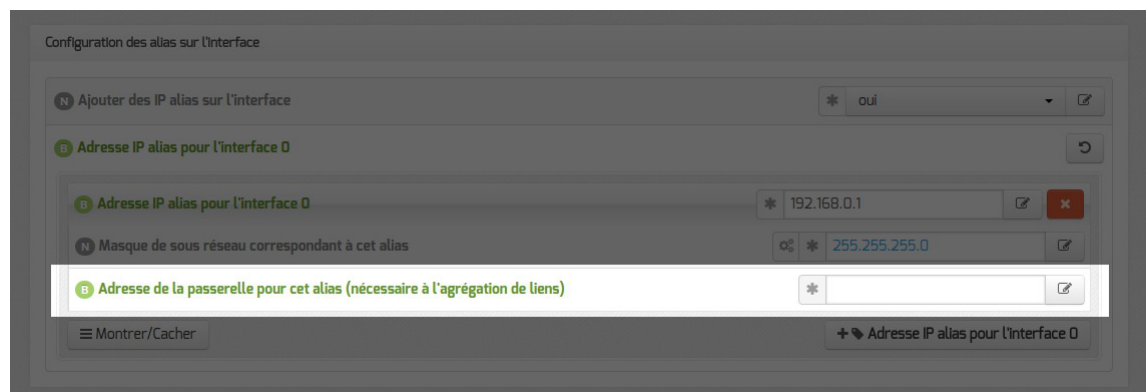 Configuration des alias sur l'interface
N Ajouter des IP alias sur l'interface
* oui
B Adresse IP alias pour l'interface 0
B Adresse IP alias pour l'interface 0
* 192.168.0.1
N Masque de sous réseau correspondant à cet alias
* 255.255.255.0
B Adresse de la passerelle pour cet alias (nécessaire à l'agrégation de liens)
*
Montrer/Cacher
+ Adresse IP alias pour l'interface 0